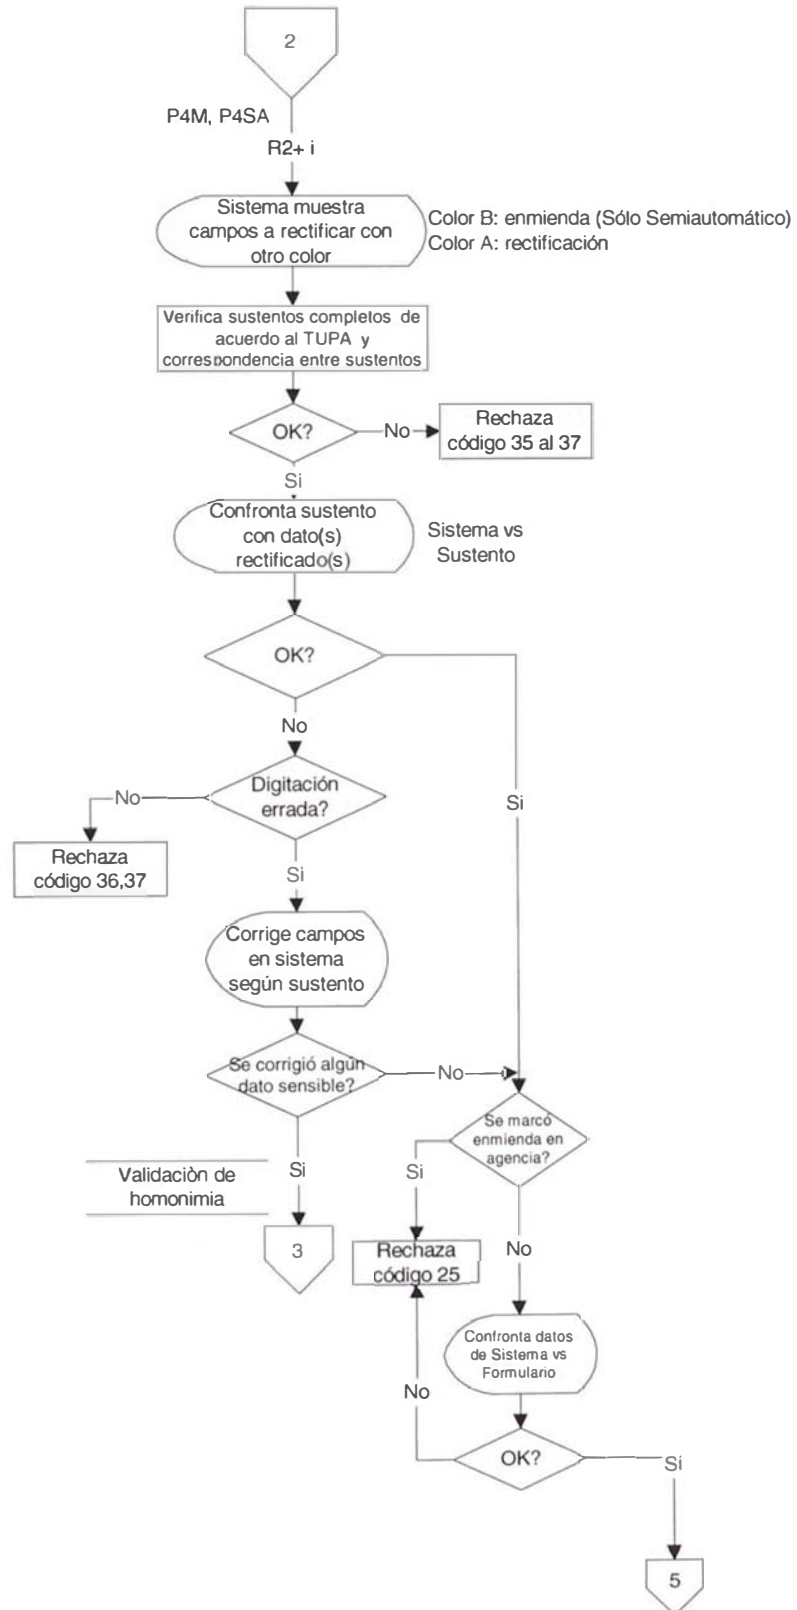 2
P4M, P4SA
R2+ i
Sistema muestra
campos a rectificar con
otro color
Color B: enmienda (Sólo Semiautomático)
Color A: rectificación
Verifica sustentos completos de
acuerdo al TUPA y
correspondencia entre sustentos
OK?
No
Rechaza
código 35 al 37
Si
Confronta sustento
con dato(s)
rectificado(s)
Sistema vs
Sustento
OK?
No
Si
Digitación
errada?
No
Rechaza
código 36,37
Si
Corrige campos
en sistema
según sustento
Se corrigió algún
dato sensible?
No
Se marcó
enmienda en
agencia?
Si
Validaciòn de
homonimia
Si
3
No
Rechaza
código 25
Confronta datos
de Sistema vs
Formulario
No
OK?
Si
5